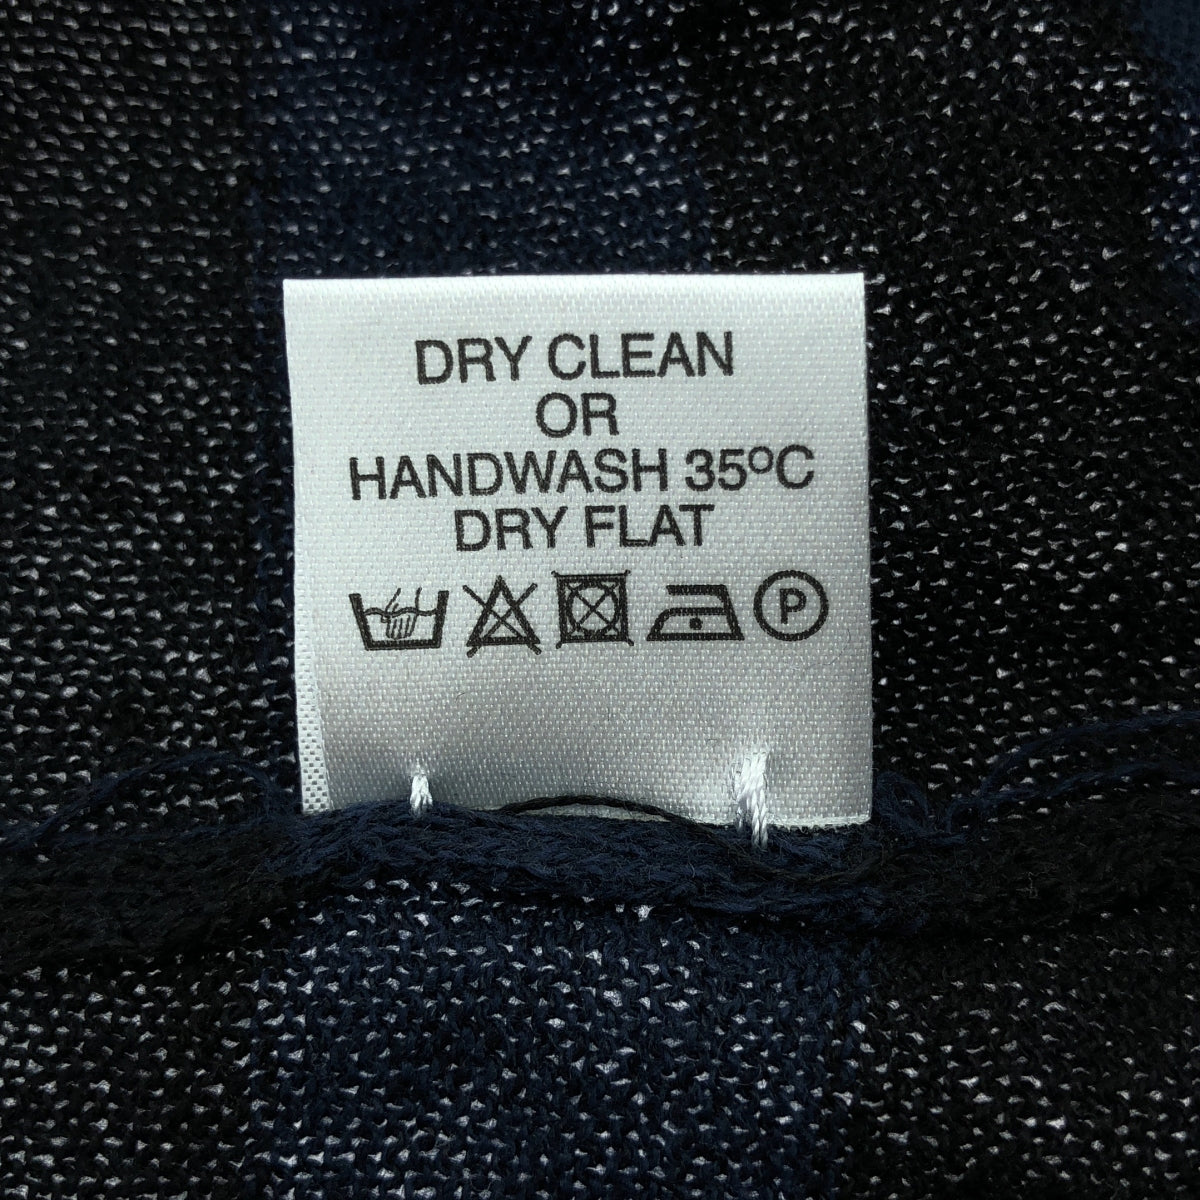 DRY CLEAN
OR
HANDWASH 35ºC
DRY FLAT
P